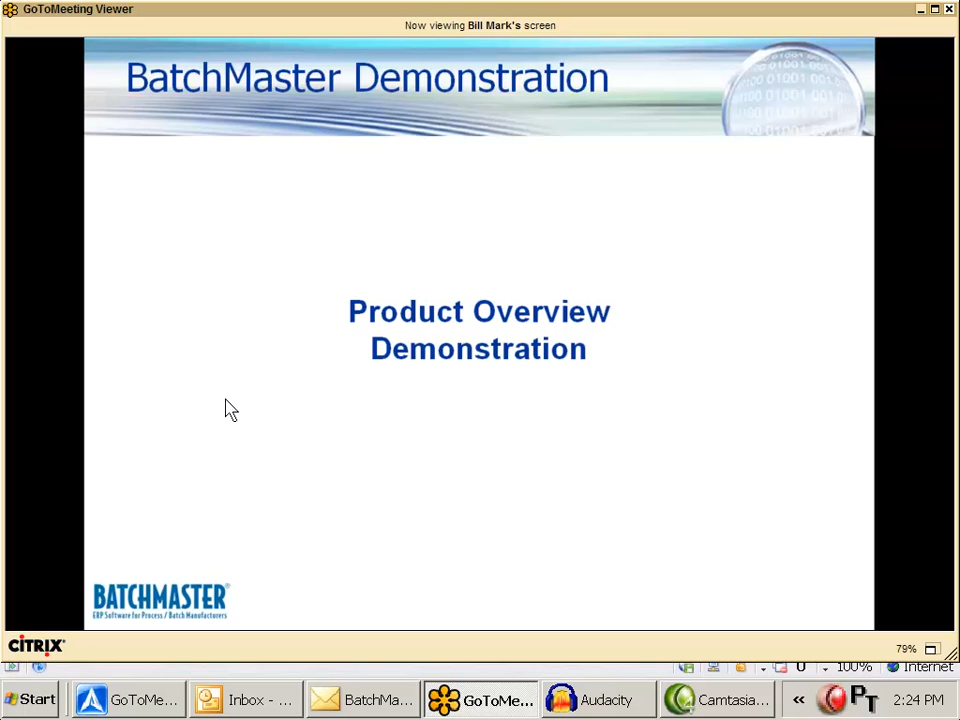 GoToMeeting Viewer
Now viewing Bill Mark's screen
BatchMaster Demonstration
Product Overview
Demonstration
BATCHMASTER
ERP Software for Process / Batch Manufacturers
CITRIX
79%
100%
Internet
Start
GoToMe...
Inbox - ...
BatchMa...
GoToMe...
Audacity
Camtasia...
PT
2:24 PM